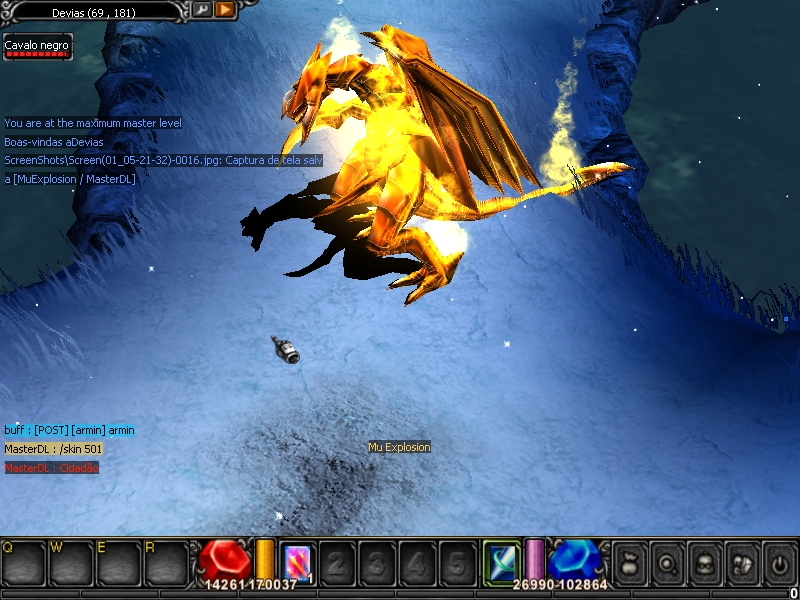 Devias (69 , 181)
Cavalo negro
You are at the maximum master level
Boas-vindas aDevias
ScreenShots\Screen(01_05-21-32)-0016.jpg: Captura de tela salv
a [MuExplosion / MasterDL]
buff : [POST] [armin] armin
MasterDL : /skin 501
MasterDL : Cidadão
Mu Explosion
Q W E R
1 2 3 4 5
26990-102864
0